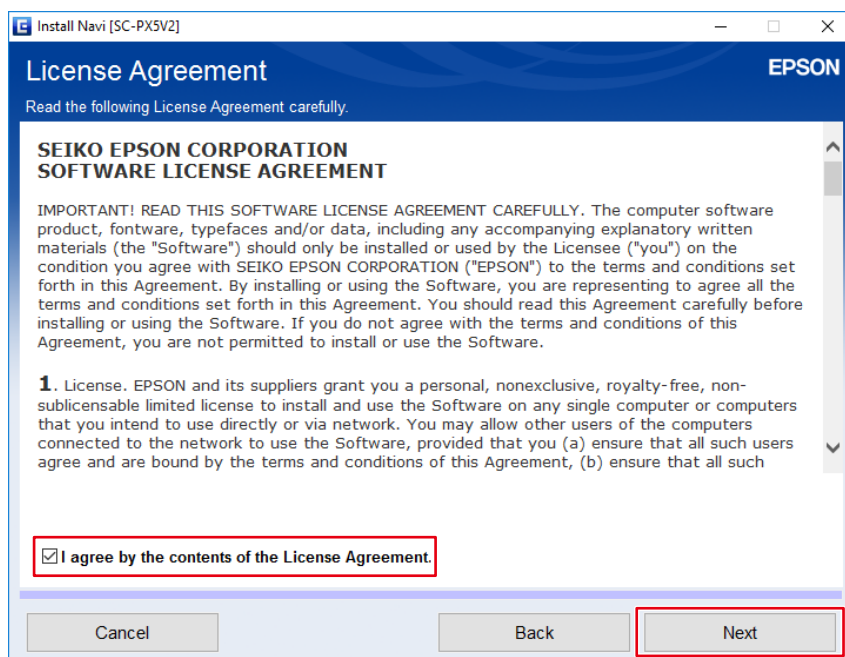 Install Navi [SC-PX5V2]
License Agreement
EPSON
Read the following License Agreement carefully.
SEIKO EPSON CORPORATION
SOFTWARE LICENSE AGREEMENT
IMPORTANT! READ THIS SOFTWARE LICENSE AGREEMENT CAREFULLY. The computer software
product, fontware, typefaces and/or data, including any accompanying explanatory written
materials (the "Software") should only be installed or used by the Licensee ("you") on the
condition you agree with SEIKO EPSON CORPORATION ("EPSON") to the terms and conditions set
forth in this Agreement. By installing or using the Software, you are representing to agree all the
terms and conditions set forth in this Agreement. You should read this Agreement carefully before
installing or using the Software. If you do not agree with the terms and conditions of this
Agreement, you are not permitted to install or use the Software.
1. License. EPSON and its suppliers grant you a personal, nonexclusive, royalty-free, non-
sublicensable limited license to install and use the Software on any single computer or computers
that you intend to use directly or via network. You may allow other users of the computers
connected to the network to use the Software, provided that you (a) ensure that all such users
agree and are bound by the terms and conditions of this Agreement, (b) ensure that all such
I agree by the contents of the License Agreement.
Cancel
Back
Next